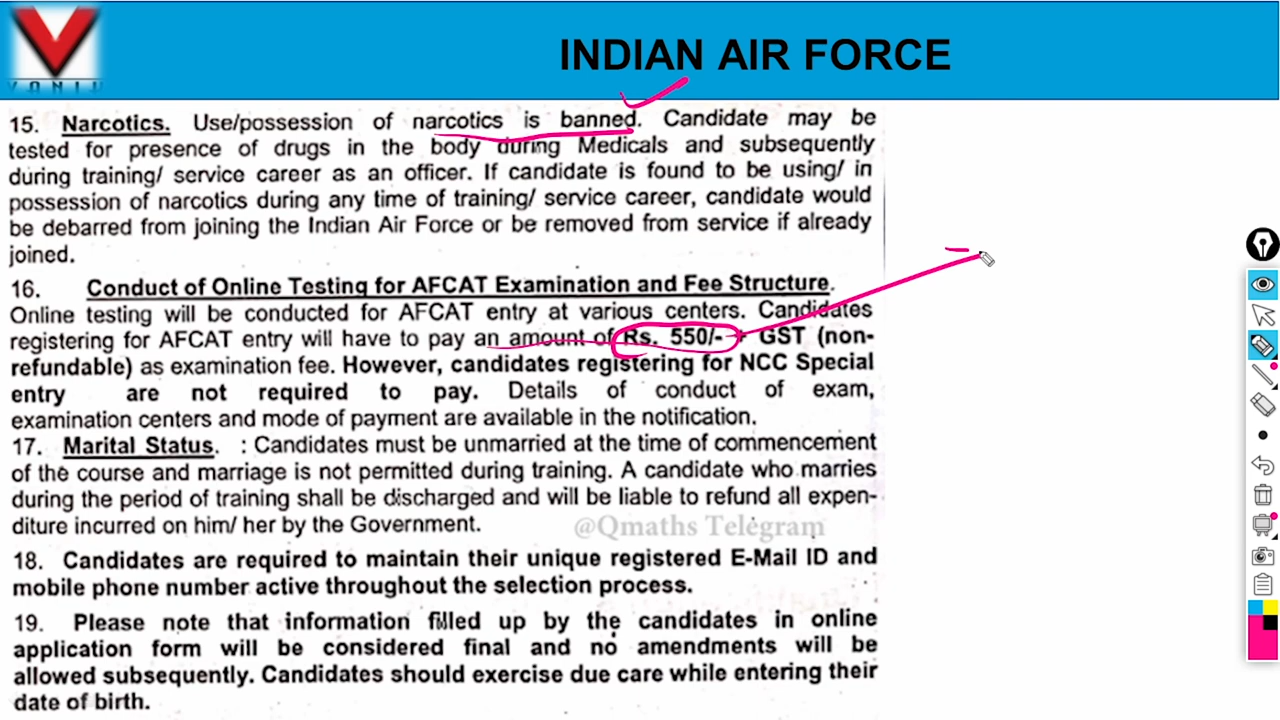 INDIAN AIR FORCE
VONIU
15. Narcotics. Use/possession of narcotics is banned. Candidate may be
tested for presence of drugs in the body during Medicals and subsequently
during training/ service career as an officer. If candidate is found to be using/ in
possession of narcotics during any time of training/ service career, candidate would
be debarred from joining the Indian Air Force or be removed from service if already
joined.
16. Conduct of Online Testing for AFCAT Examination and Fee Structure.
Online testing will be conducted for AFCAT entry at various centers. Candidates
registering for AFCAT entry will have to pay an amount of Rs. 550/- + GST (non-
refundable) as examination fee. However, candidates registering for NCC Special
entry are not required to pay. Details of conduct of exam,
examination centers and mode of payment are available in the notification.
17. Marital Status. : Candidates must be unmarried at the time of commencement
of the course and marriage is not permitted during training. A candidate who marries
during the period of training shall be discharged and will be liable to refund all expen-
diture incurred on him/ her by the Government.
@Qmaths Telegram
18. Candidates are required to maintain their unique registered E-Mail ID and
mobile phone number active throughout the selection process.
19. Please note that information filled up by the candidates in online
application form will be considered final and no amendments will be
allowed subsequently. Candidates should exercise due care while entering their
date of birth.